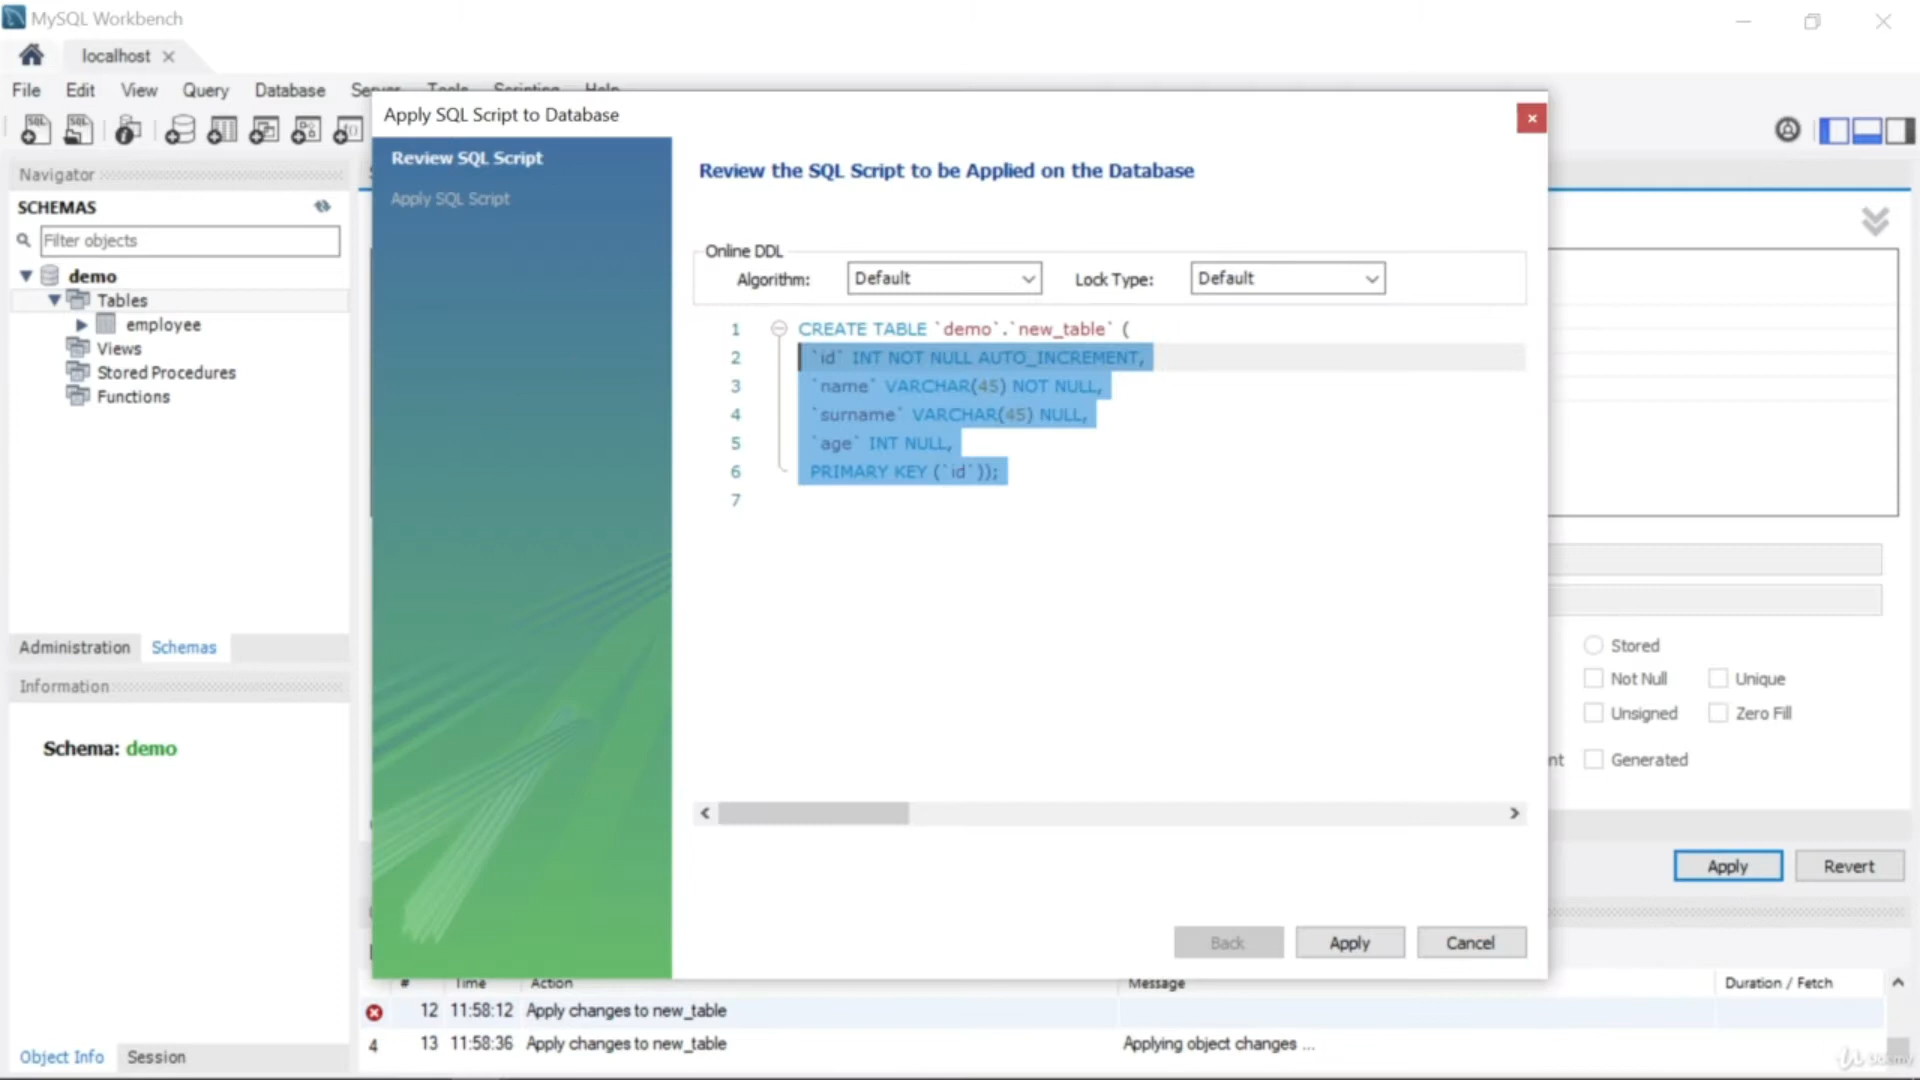 MySQL Workbench
localhost
File Edit View Query Database Server Tools Scripting Help
Navigator
SCHEMAS
Filter objects
demo
Tables
employee
Views
Stored Procedures
Functions
Administration Schemas
Information
Schema: demo
Object Info Session
Apply SQL Script to Database
Review SQL Script
Apply SQL Script
Review the SQL Script to be Applied on the Database
Online DDL
Algorithm: Default Lock Type: Default
1 CREATE TABLE `demo`.`new_table` (
2 `id` INT NOT NULL AUTO_INCREMENT,
3 `name` VARCHAR(45) NOT NULL,
4 `surname` VARCHAR(45) NULL,
5 `age` INT NULL,
6 PRIMARY KEY (`id`));
7
Back Apply Cancel
Stored
Not Null Unique
Unsigned Zero Fill
nt Generated
Apply Revert
# Time Action Message Duration / Fetch
12 11:58:12 Apply changes to new_table
4 13 11:58:36 Apply changes to new_table Applying object changes ...